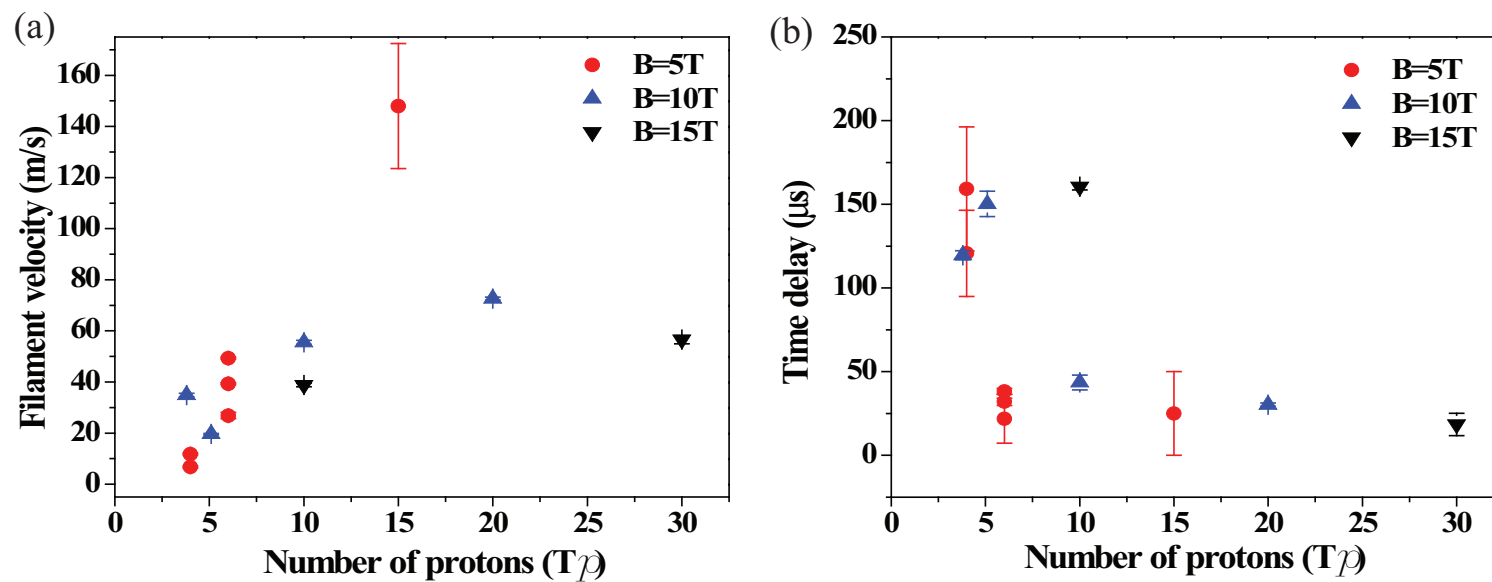 (a)
Filament velocity (m/s)
160
140
120
100
80
60
40
20
0
B=5T
B=10T
B=15T
0 5 10 15 20 25 30
Number of protons (Tp)
(b)
Time delay (μs)
250
200
150
100
50
0
B=5T
B=10T
B=15T
0 5 10 15 20 25 30
Number of protons (Tp)